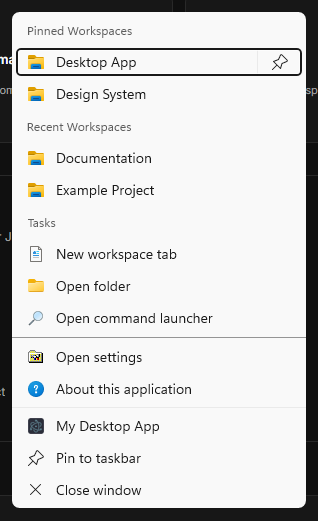 Pinned Workspaces
Desktop App
Design System
Recent Workspaces
Documentation
Example Project
Tasks
New workspace tab
Open folder
Open command launcher
Open settings
About this application
My Desktop App
Pin to taskbar
Close window